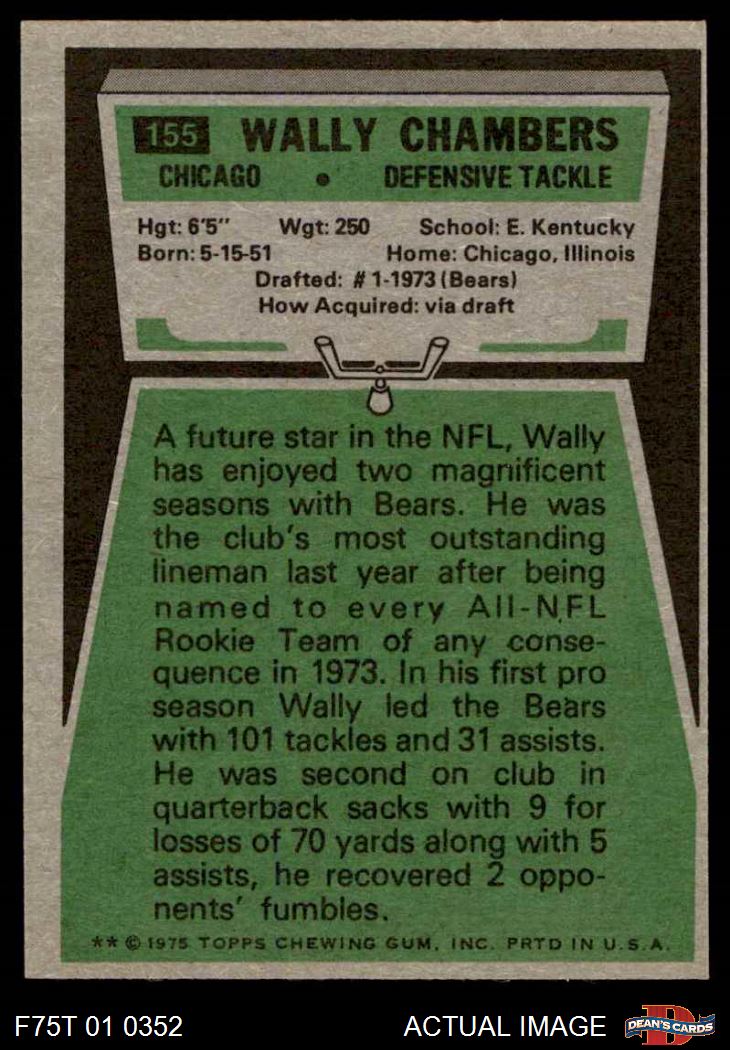 155 WALLY CHAMBERS
CHICAGO • DEFENSIVE TACKLE
Hgt: 6'5" Wgt: 250 School: E. Kentucky
Born: 5-15-51 Home: Chicago, Illinois
Drafted: #1-1973 (Bears)
How Acquired: via draft
A future star in the NFL, Wally
has enjoyed two magnificent
seasons with Bears. He was
the club's most outstanding
lineman last year after being
named to every All-NFL
Rookie Team of any conse-
quence in 1973. In his first pro
season Wally led the Bears
with 101 tackles and 31 assists.
He was second on club in
quarterback sacks with 9 for
losses of 70 yards along with 5
assists, he recovered 2 oppo-
nents' fumbles.
** © 1975 TOPPS CHEWING GUM, INC. PRTD IN U.S.A.
F75T 01 0352 ACTUAL IMAGE D DEAN'S CARDS